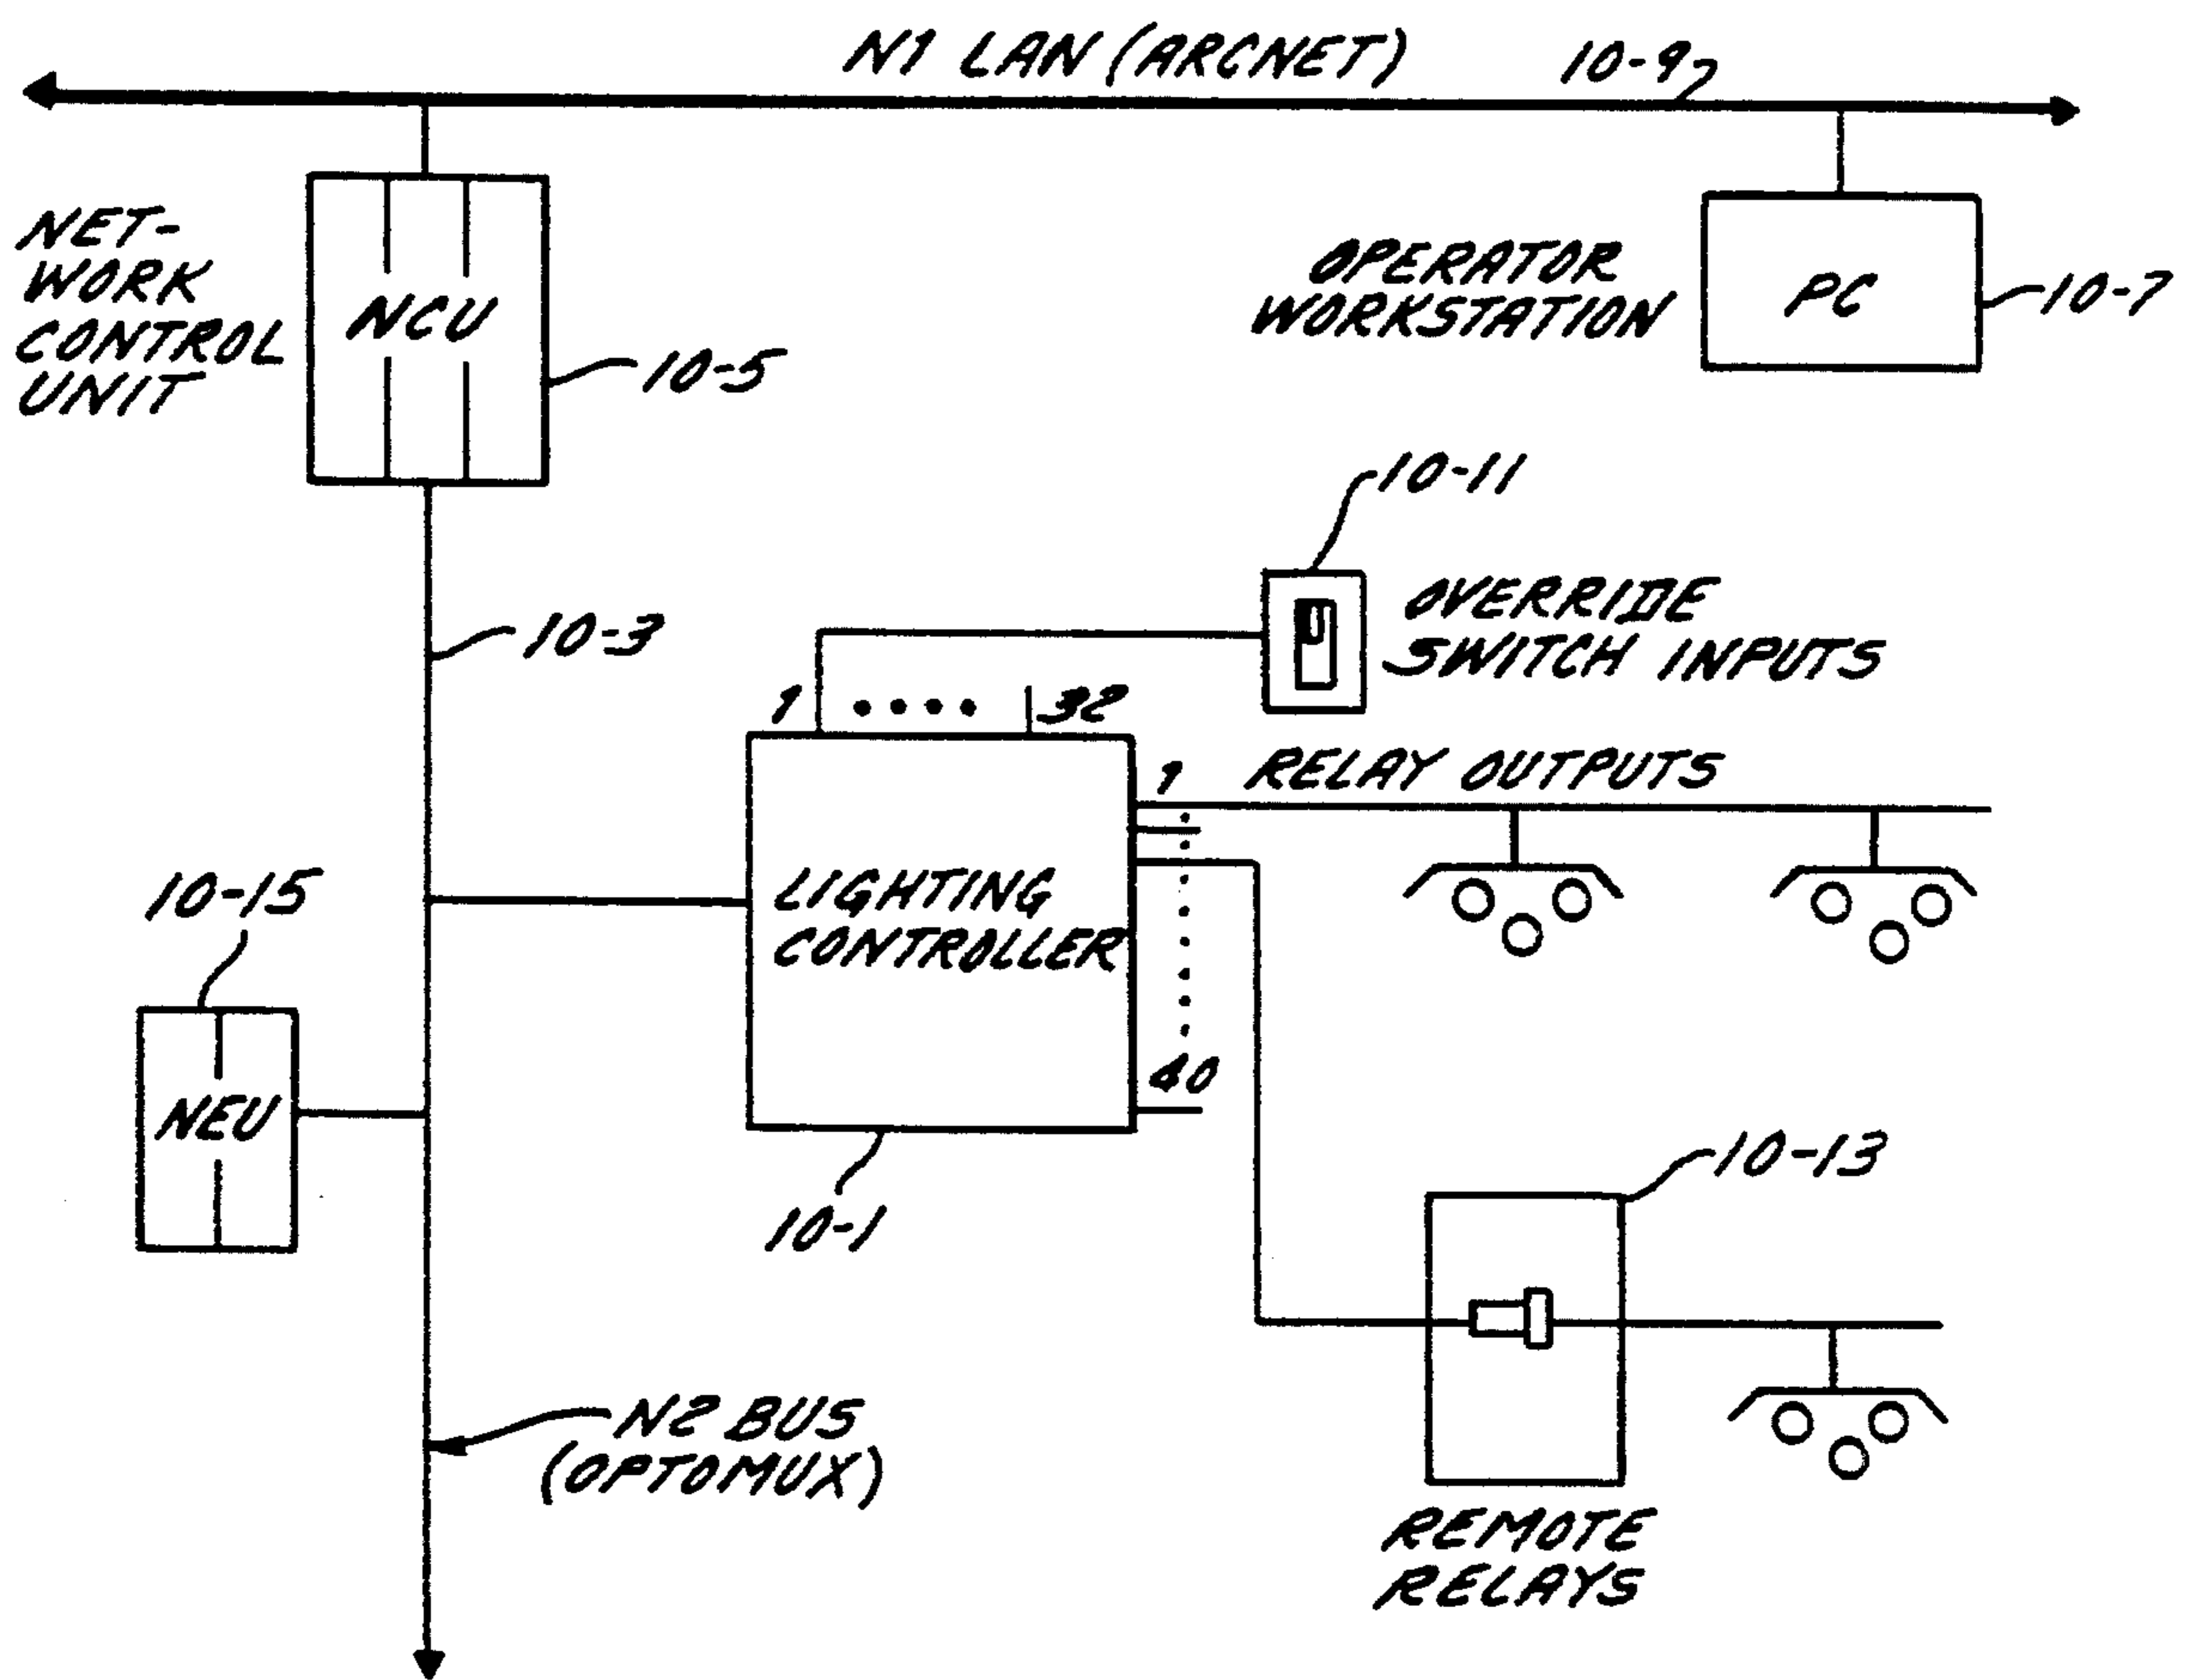 N1 LAN (ARCNET)
10-9
NET-
WORK
CONTROL
UNIT
NCU
10-5
OPERATOR
WORKSTATION
PC
10-7
10-11
OVERRIDE
SWITCH INPUTS
10-3
1
32
1
RELAY OUTPUTS
LIGHTING
CONTROLLER
40
10-1
10-15
NEU
10-13
REMOTE
RELAYS
N2 BUS
(OPTOMUX)